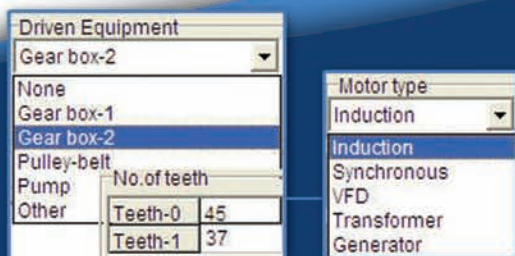 Driven Equipment
Gear box-2
None
Gear box-1
Gear box-2
Pulley-belt
Pump
Other
No.of teeth
Teeth-0 45
Teeth-1 37
Motor type
Induction
Induction
Synchronous
VFD
Transformer
Generator